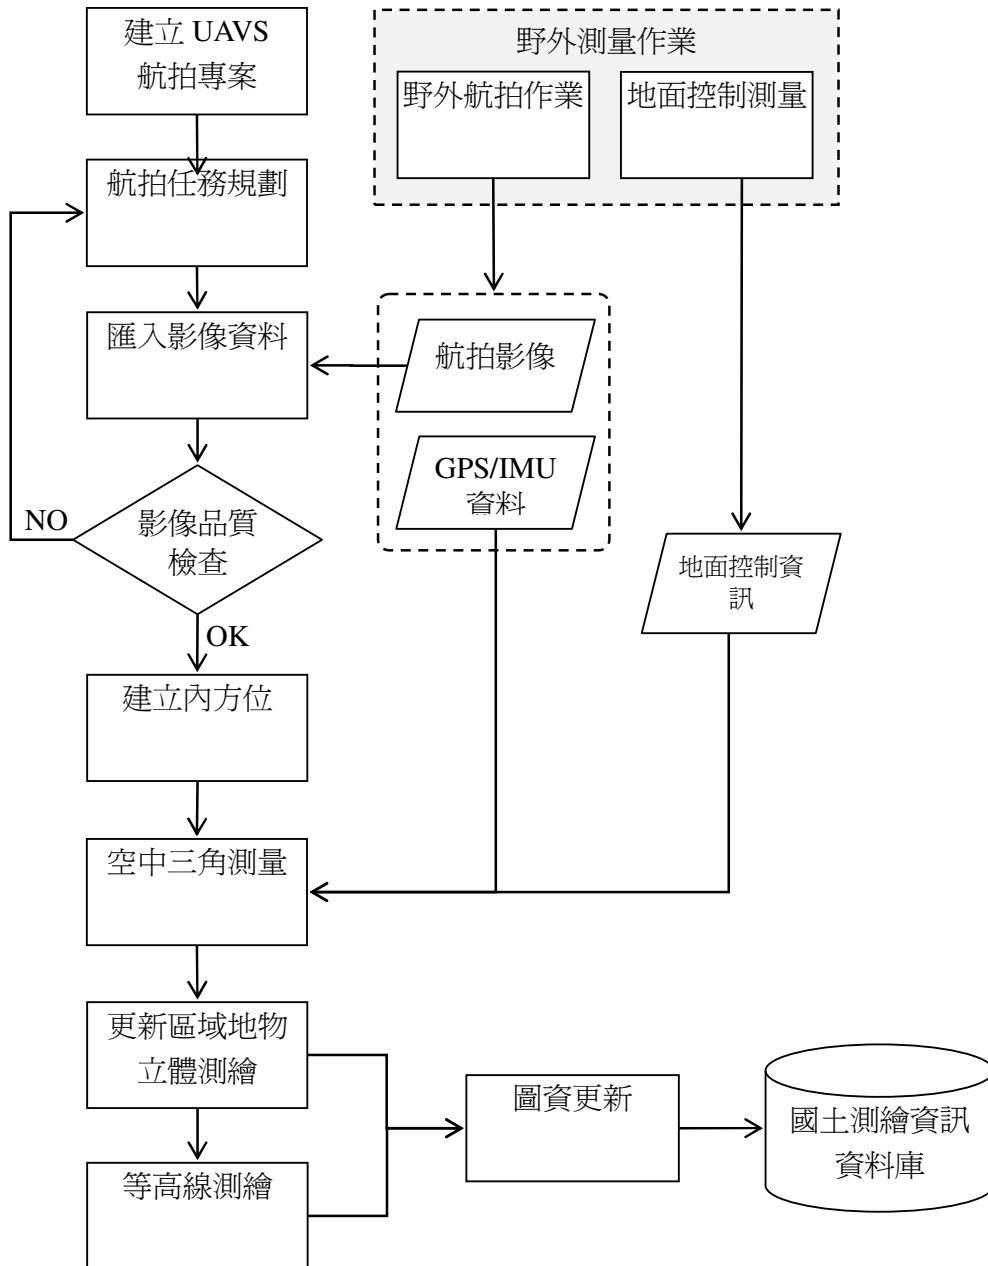 建立 UAVS
航拍專案
野外測量作業
野外航拍作業
地面控制測量
航拍任務規劃
匯入影像資料
航拍影像
GPS/IMU
資料
NO
影像品質
檢查
地面控制資
訊
OK
建立內方位
空中三角測量
更新區域地物
立體測繪
圖資更新
國土測繪資訊
資料庫
等高線測繪